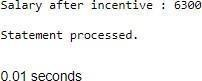 Salary after incentive : 6300
Statement processed.
0.01 seconds